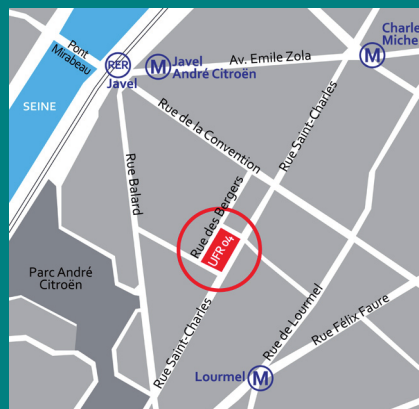 Pont
Mirabeau
SEINE
RER
Javel
M
Javel
André Citroën
Av. Emile Zola
Charle
Michel
M
Rue de la Convention
Rue Saint-Charles
Rue Balard
Rue des Bergers
UFR 04
Parc André
Citroën
Rue Saint-Charles
Rue de Lourmel
Rue Félix Faure
Lourmel
M